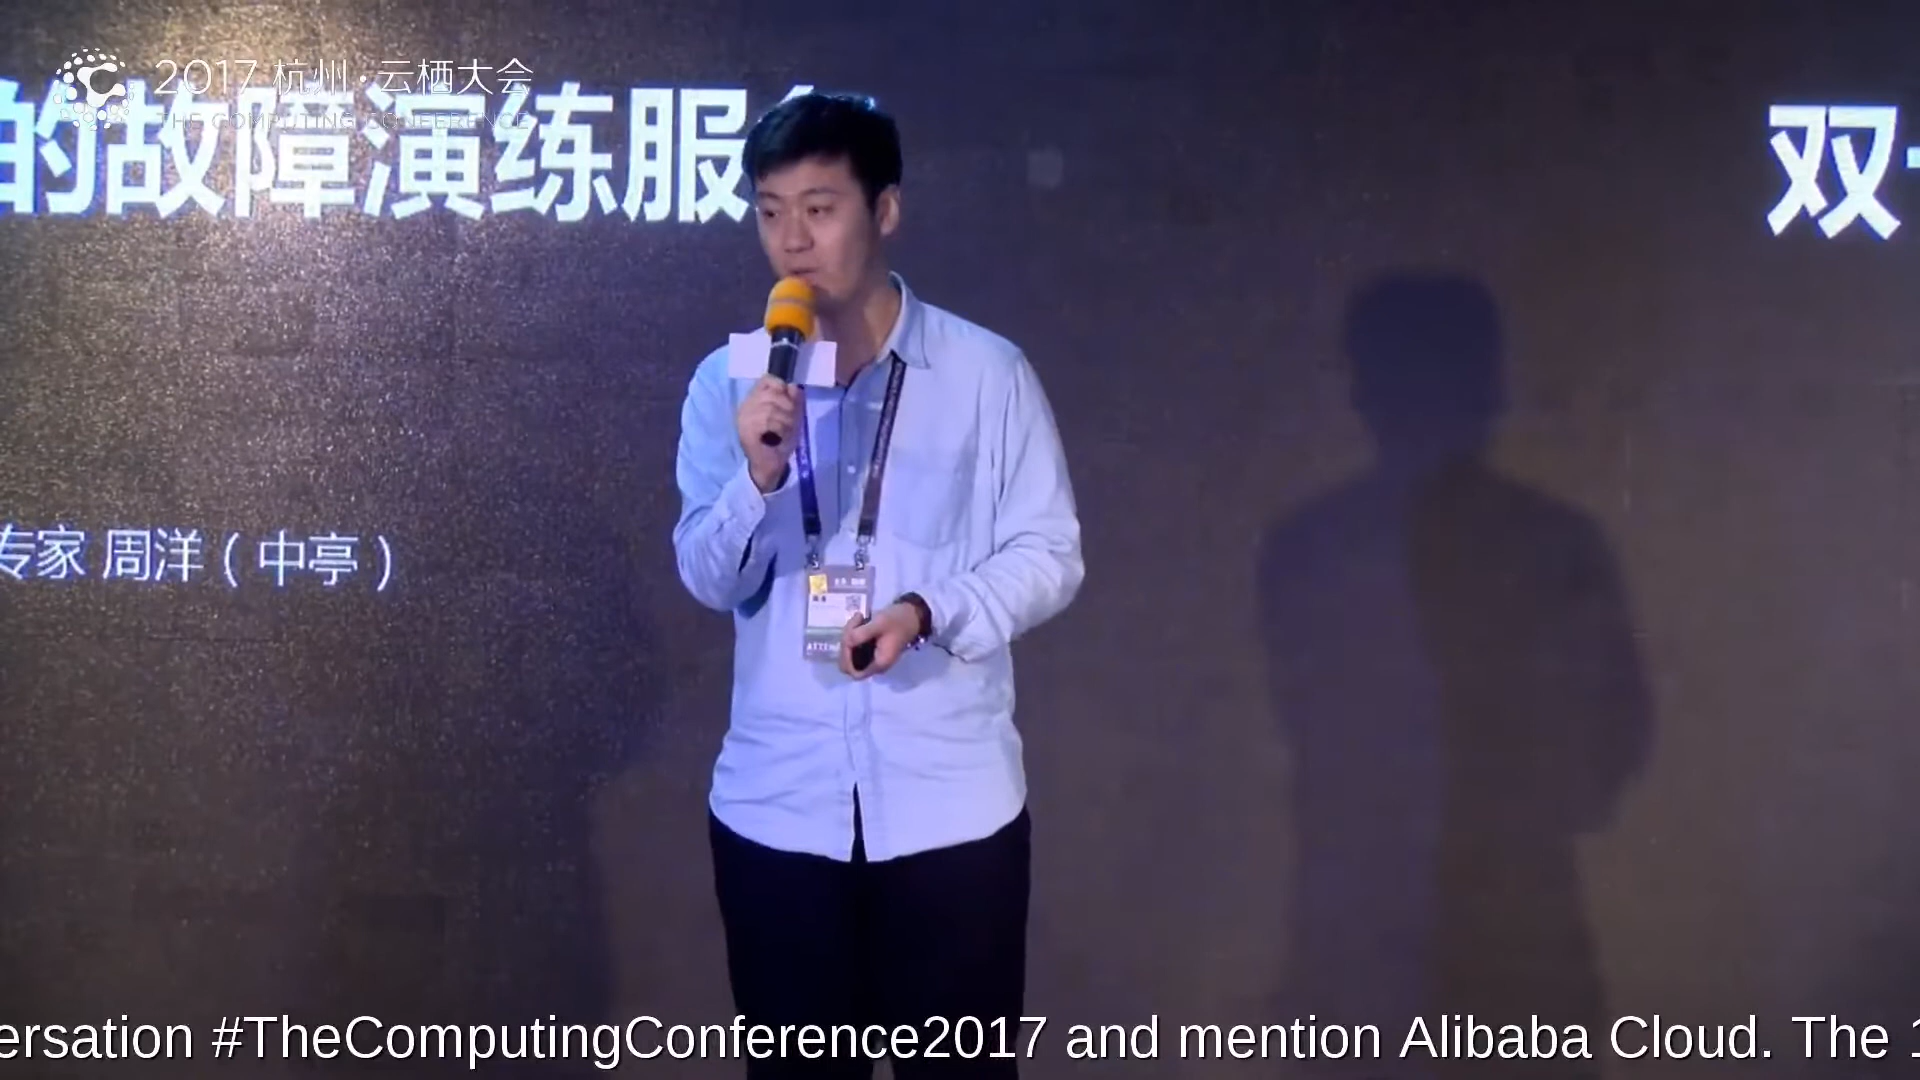 2017 杭州·云栖大会
THE COMPUTING CONFERENCE
的故障演练服
双
专家 周洋 ( 中亭 )
ersation #TheComputingConference2017 and mention Alibaba Cloud. The 1